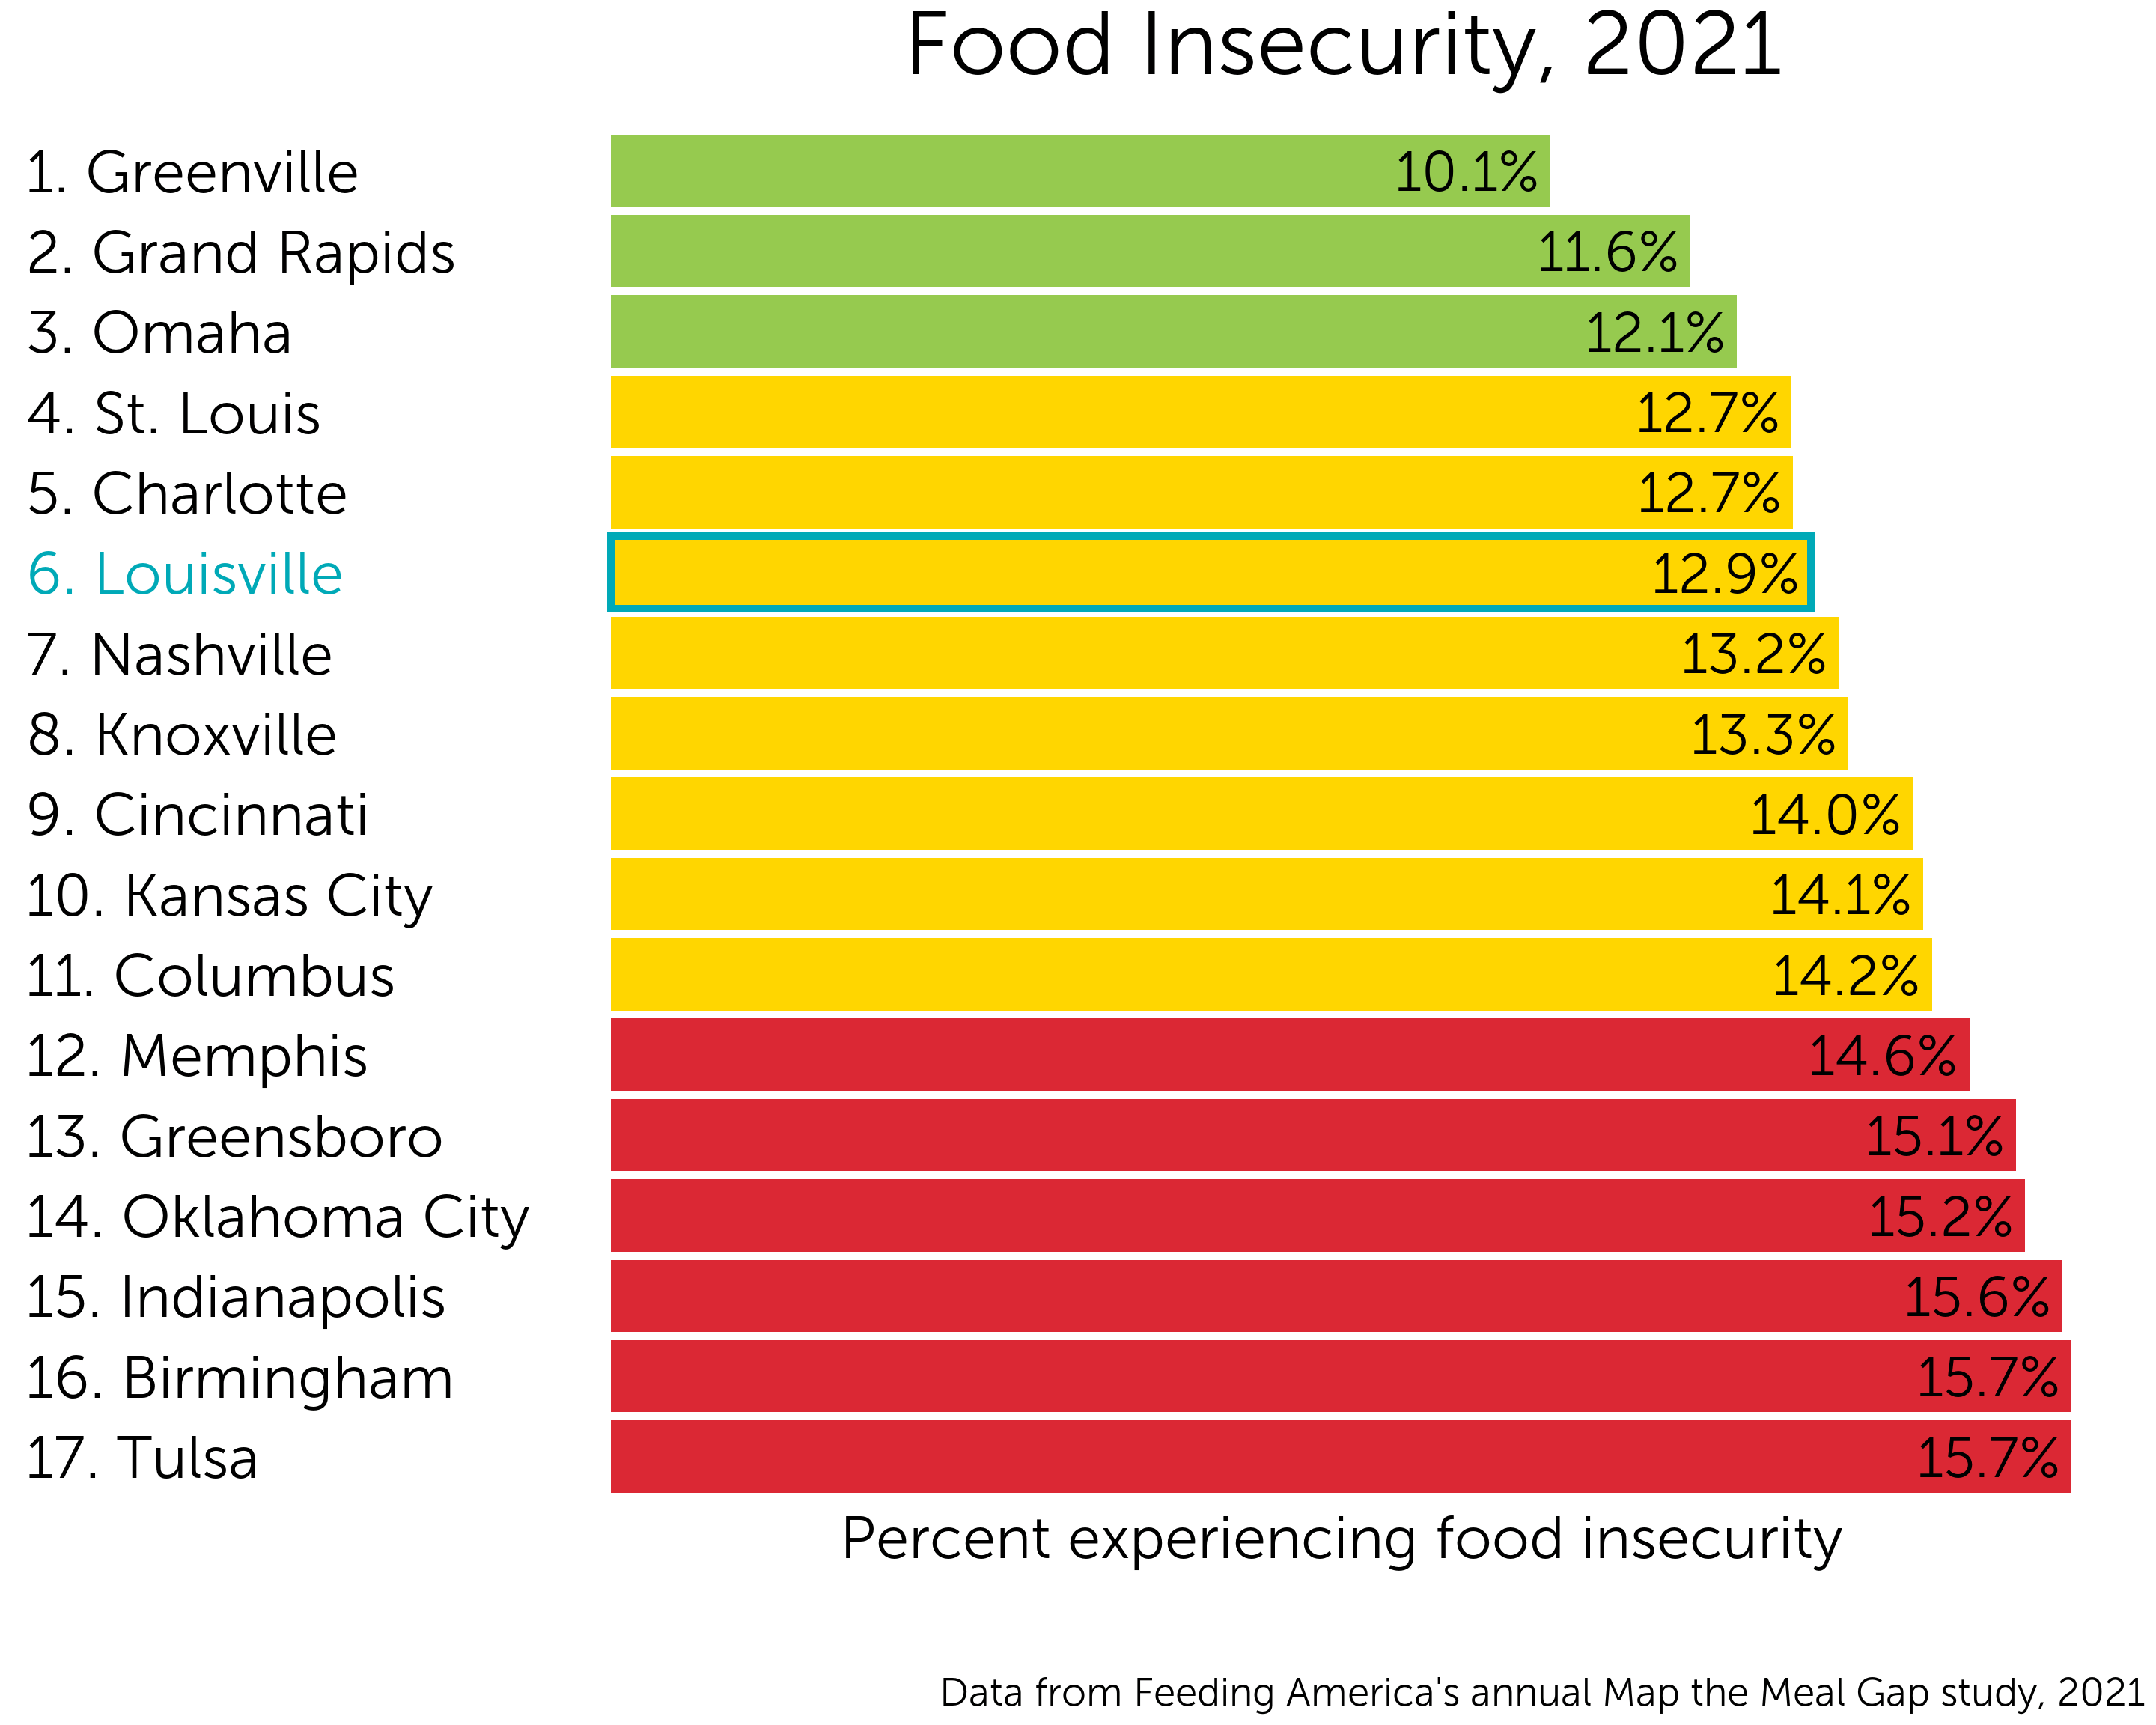 Food Insecurity, 2021
1. Greenville 10.1%
2. Grand Rapids 11.6%
3. Omaha 12.1%
4. St. Louis 12.7%
5. Charlotte 12.7%
6. Louisville 12.9%
7. Nashville 13.2%
8. Knoxville 13.3%
9. Cincinnati 14.0%
10. Kansas City 14.1%
11. Columbus 14.2%
12. Memphis 14.6%
13. Greensboro 15.1%
14. Oklahoma City 15.2%
15. Indianapolis 15.6%
16. Birmingham 15.7%
17. Tulsa 15.7%
Percent experiencing food insecurity
Data from Feeding America's annual Map the Meal Gap study, 2021